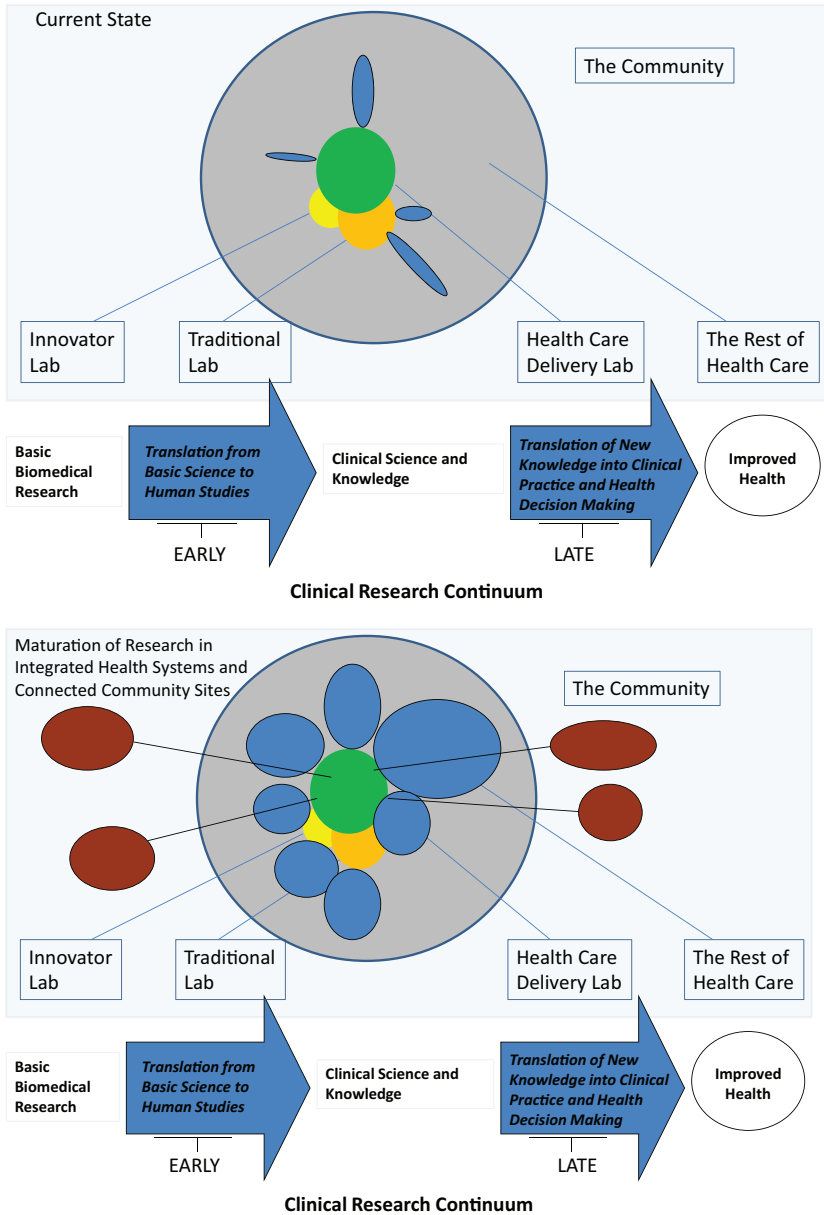 Current State
The Community
Innovator
Lab
Traditional
Lab
Health Care
Delivery Lab
The Rest of
Health Care
Basic
Biomedical
Research
Translation from
Basic Science to
Human Studies
Clinical Science and
Knowledge
Translation of New
Knowledge into Clinical
Practice and Health
Decision Making
Improved
Health
EARLY
LATE
Clinical Research Continuum
Maturation of Research in
Integrated Health Systems and
Connected Community Sites
The Community
Innovator
Lab
Traditional
Lab
Health Care
Delivery Lab
The Rest of
Health Care
Basic
Biomedical
Research
Translation from
Basic Science to
Human Studies
Clinical Science and
Knowledge
Translation of New
Knowledge into Clinical
Practice and Health
Decision Making
Improved
Health
EARLY
LATE
Clinical Research Continuum